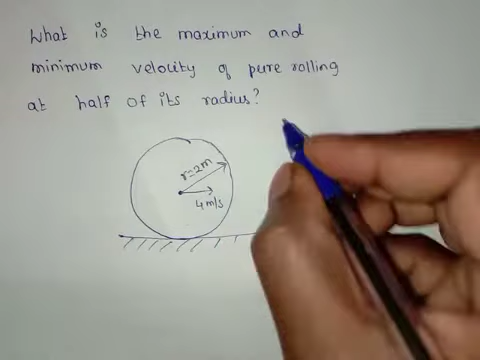 What is the maximum and
minimum velocity of pure rolling
at half of its radius?
r=2m
4m/s